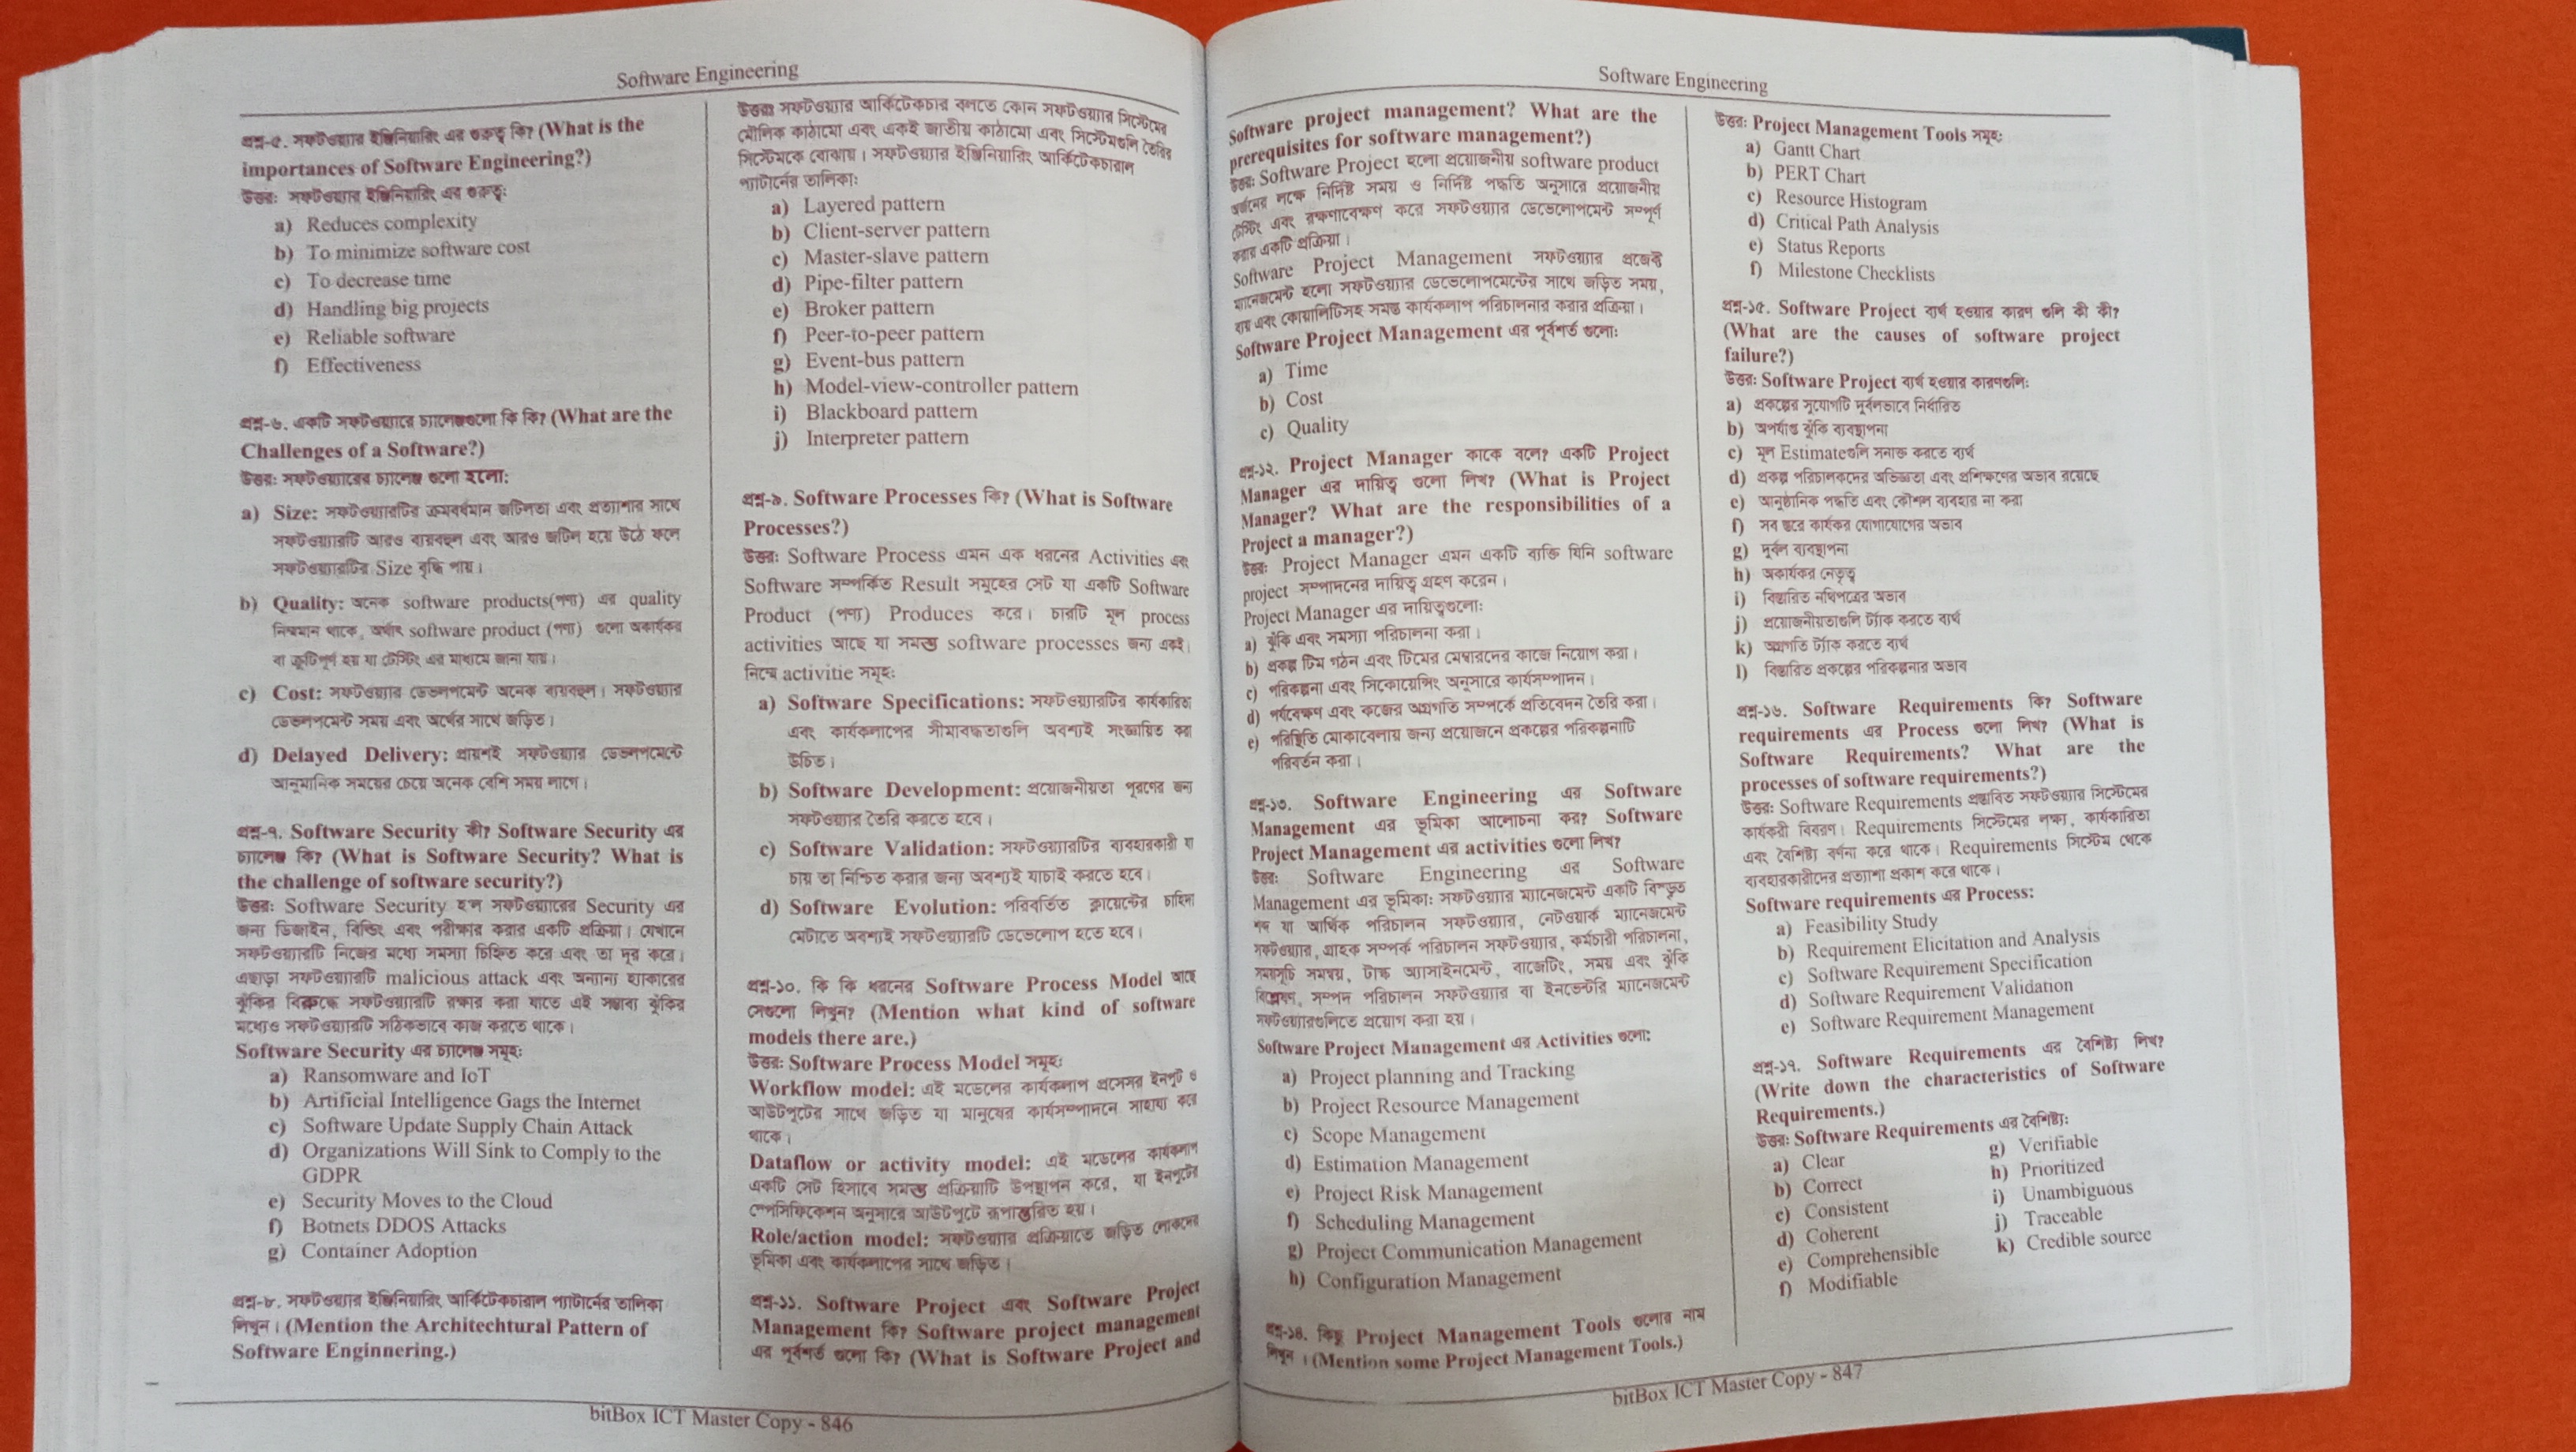 Software Engineering
প্রশ্ন-৫. সফটওয়্যার ইঞ্জিনিয়ারিং এর গুরুত্ব কি? (What is the
importances of Software Engineering?)
উত্তর: সফটওয়্যার ইঞ্জিনিয়ারিং এর গুরুত্ব:
a) Reduces complexity
b) To minimize software cost
c) To decrease time
d) Handling big projects
e) Reliable software
f) Effectiveness
প্রশ্ন-৬. একটি সফটওয়্যারে চ্যালেঞ্জগুলো কি কি? (What are the
Challenges of a Software?)
উত্তর: সফটওয়্যারের চ্যালেঞ্জ গুলো হলো:
a) Size: সফটওয়্যারটির ক্রমবর্ধমান জটিলতা এবং প্রত্যাশার সাথে
সফটওয়্যারটি আরও ব্যয়বহুল এবং আরও জটিল হয়ে উঠে ফলে
সফটওয়্যারটির Size বৃদ্ধি পায়।
b) Quality: অনেক software products(পণ্য) এর quality
নিম্নমান থাকে, অর্থাৎ software product (পণ্য) গুলো অকার্যকর
বা ত্রুটিপূর্ণ হয় যা টেস্টিং এর মাধ্যমে জানা যায়।
c) Cost: সফটওয়্যার ডেভলপমেন্ট অনেক ব্যয়বহুল। সফটওয়্যার
ডেভলপমেন্ট সময় এবং অর্থের সাথে জড়িত।
d) Delayed Delivery: প্রায়শই সফটওয়্যার ডেভলপমেন্টে
আনুমানিক সময়ের চেয়ে অনেক বেশি সময় লাগে।
প্রশ্ন-৭. Software Security কী? Software Security এর
চ্যালেঞ্জ কি? (What is Software Security? What is
the challenge of software security?)
উত্তর: Software Security হল সফটওয়্যারের Security এর
জন্য ডিজাইন, বিল্ডিং এবং পরীক্ষার করার একটি প্রক্রিয়া। যেখানে
সফটওয়্যারটি নিজের মধ্যে সমস্যা চিহ্নিত করে এবং তা দূর করে।
এছাড়া সফটওয়্যারটি malicious attack এবং অন্যান্য হ্যাকারের
ঝুঁকির বিরুদ্ধে সফটওয়্যারটি রক্ষার করা যাতে এই সম্ভাব্য ঝুঁকির
মধ্যেও সফটওয়্যারটি সঠিকভাবে কাজ করতে থাকে।
Software Security এর চ্যালেঞ্জ সমূহ:
a) Ransomware and IoT
b) Artificial Intelligence Gags the Internet
c) Software Update Supply Chain Attack
d) Organizations Will Sink to Comply to the
GDPR
e) Security Moves to the Cloud
f) Botnets DDOS Attacks
g) Container Adoption
প্রশ্ন-৮. সফটওয়্যার ইঞ্জিনিয়ারিং আর্কিটেকচারাল প্যাটার্নের তালিকা
লিখুন। (Mention the Architechtural Pattern of
Software Enginnering.)
উত্তর: সফটওয়্যার আর্কিটেকচার বলতে কোন সফটওয়্যার সিস্টেমের
মৌলিক কাঠামো এবং একই জাতীয় কাঠামো এবং সিস্টেমগুলি তৈরির
সিস্টেমকে বোঝায়। সফটওয়্যার ইঞ্জিনিয়ারিং আর্কিটেকচারাল
প্যাটার্নের তালিকা:
a) Layered pattern
b) Client-server pattern
c) Master-slave pattern
d) Pipe-filter pattern
e) Broker pattern
f) Peer-to-peer pattern
g) Event-bus pattern
h) Model-view-controller pattern
i) Blackboard pattern
j) Interpreter pattern
প্রশ্ন-৯. Software Processes কি? (What is Software
Processes?)
উত্তর: Software Process এমন এক ধরনের Activities এবং
Software সম্পর্কিত Result সমূহের সেট যা একটি Software
Product (পণ্য) Produces করে। চারটি মূল process
activities আছে যা সমস্ত software processes জন্য একই।
নিম্মে activitie সমূহ:
a) Software Specifications: সফটওয়্যারটির কার্যকারিতা
এবং কার্যকলাপের সীমাবদ্ধতাগুলি অবশ্যই সংজ্ঞায়িত করা
উচিত।
b) Software Development: প্রয়োজনীয়তা পূরণের জন্য
সফটওয়্যার তৈরি করতে হবে।
c) Software Validation: সফটওয়্যারটির ব্যবহারকারী যা
চায় তা নিশ্চিত করার জন্য অবশ্যই যাচাই করতে হবে।
d) Software Evolution: পরিবর্তিত ক্লায়েন্টের চাহিদা
মেটাতে অবশ্যই সফটওয়্যারটি ডেভেলোপ হতে হবে।
প্রশ্ন-১০. কি কি ধরনের Software Process Model আছে
সেগুলো লিখুন? (Mention what kind of software
models there are.)
উত্তর: Software Process Model সমূহ:
Workflow model: এই মডেলের কার্যকলাপ প্রসেসর ইনপুট ও
আউটপুটের সাথে জড়িত যা মানুষের কার্যসম্পাদনে সাহায্য করে
থাকে।
Dataflow or activity model: এই মডেলের কার্যকলাপ
একটি সেট হিসাবে সমস্ত প্রক্রিয়াটি উপস্থাপন করে, যা ইনপুটের
স্পেসিফিকেশন অনুসারে আউটপুটে রূপান্তরিত হয়।
Role/action model: সফটওয়্যার প্রক্রিয়াতে জড়িত লোকদের
ভূমিকা এবং কার্যকলাপের সাথে জড়িত।
প্রশ্ন-১১. Software Project এবং Software Project
Management কি? Software project management
এর পূর্বশর্ত গুলো কি? (What is Software Project and
bitBox ICT Master Copy - 846
Software Engineering
Software project management? What are the
prerequisites for software management?)
উত্তর: Software Project হলো প্রয়োজনীয় software product
অর্জনের লক্ষে নির্দিষ্ট সময় ও নির্দিষ্ট পদ্ধতি অনুসারে প্রয়োজনীয়
টেস্টিং এবং রক্ষণাবেক্ষণ করে সফটওয়্যার ডেভেলোপমেন্ট সম্পূর্ণ
করার একটি প্রক্রিয়া।
Software Project Management সফটওয়্যার প্রজেক্ট
ম্যানেজমেন্ট হলো সফটওয়্যার ডেভেলোপমেন্টের সাথে জড়িত সময়,
ব্যয় এবং কোয়ালিটিসহ সমস্ত কার্যকলাপ পরিচালনার করার প্রক্রিয়া।
Software Project Management এর পূর্বশর্ত গুলো:
a) Time
b) Cost
c) Quality
প্রশ্ন-১২. Project Manager কাকে বলে? একটি Project
Manager এর দায়িত্ব গুলো লিখ? (What is Project
Manager? What are the responsibilities of a
Project a manager?)
উত্তর: Project Manager এমন একটি ব্যক্তি যিনি software
project সম্পাদনের দায়িত্ব গ্রহণ করেন।
Project Manager এর দায়িত্বগুলো:
a) ঝুঁকি এবং সমস্যা পরিচালনা করা।
b) প্রকল্প টিম গঠন এবং টিমের মেম্বারদের কাজে নিয়োগ করা।
c) পরিকল্পনা এবং সিকোয়েন্সিং অনুসারে কার্যসম্পাদন।
d) পর্যবেক্ষণ এবং কজের অগ্রগতি সম্পর্কে প্রতিবেদন তৈরি করা।
e) পরিস্থিতি মোকাবেলায় জন্য প্রয়োজনে প্রকল্পের পরিকল্পনাটি
পরিবর্তন করা।
প্রশ্ন-১৩. Software Engineering এর Software
Management এর ভূমিকা আলোচনা কর? Software
Project Management এর activities গুলো লিখ?
উত্তর: Software Engineering এর Software
Management এর ভূমিকা: সফটওয়্যার ম্যানেজমেন্ট একটি বিস্তৃত
শব্দ যা আর্থিক পরিচালন সফটওয়্যার, নেটওয়ার্ক ম্যানেজমেন্ট
সফটওয়্যার, গ্রাহক সম্পর্ক পরিচালন সফটওয়্যার, কর্মচারী পরিচালনা,
সময়সূচি সমন্বয়, টাস্ক অ্যাসাইনমেন্ট, বাজেটিং, সময় এবং ঝুঁকি
বিশ্লেষণ, সম্পদ পরিচালন সফটওয়্যার বা ইনভেন্টরি ম্যানেজমেন্ট
সফটওয়্যারগুলিতে প্রয়োগ করা হয়।
Software Project Management এর Activities গুলো:
a) Project planning and Tracking
b) Project Resource Management
c) Scope Management
d) Estimation Management
e) Project Risk Management
f) Scheduling Management
g) Project Communication Management
h) Configuration Management
প্রশ্ন-১৪. কিছু Project Management Tools গুলোর নাম
লিখুন। (Mention some Project Management Tools.)
উত্তর: Project Management Tools সমূহ:
a) Gantt Chart
b) PERT Chart
c) Resource Histogram
d) Critical Path Analysis
e) Status Reports
f) Milestone Checklists
প্রশ্ন-১৫. Software Project ব্যর্থ হওয়ার কারণ গুলি কী কী?
(What are the causes of software project
failure?)
উত্তর: Software Project ব্যর্থ হওয়ার কারণগুলি:
a) প্রকল্পের সুযোগটি দুর্বলভাবে নির্ধারিত
b) অপর্যাপ্ত ঝুঁকি ব্যবস্থাপনা
c) মূল Estimateগুলি সনাক্ত করতে ব্যর্থ
d) প্রকল্প পরিচালকদের অভিজ্ঞতা এবং প্রশিক্ষণের অভাব রয়েছে
e) আনুষ্ঠানিক পদ্ধতি এবং কৌশল ব্যবহার না করা
f) সব স্তরে কার্যকর যোগাযোগের অভাব
g) দুর্বল ব্যবস্থাপনা
h) অকার্যকর নেতৃত্ব
i) বিস্তারিত নথিপত্রের অভাব
j) প্রয়োজনীয়তাগুলি ট্র্যাক করতে ব্যর্থ
k) অগ্রগতি ট্র্যাক করতে ব্যর্থ
l) বিস্তারিত প্রকল্পের পরিকল্পনার অভাব
প্রশ্ন-১৬. Software Requirements কি? Software
requirements এর Process গুলো লিখ? (What is
Software Requirements? What are the
processes of software requirements?)
উত্তর: Software Requirements প্রস্তাবিত সফটওয়্যার সিস্টেমের
কার্যকরী বিবরণ। Requirements সিস্টেমের লক্ষ্য, কার্যকারিতা
এবং বৈশিষ্ট্য বর্ণনা করে থাকে। Requirements সিস্টেম থেকে
ব্যবহারকারীদের প্রত্যাশা প্রকাশ করে থাকে।
Software requirements এর Process:
a) Feasibility Study
b) Requirement Elicitation and Analysis
c) Software Requirement Specification
d) Software Requirement Validation
e) Software Requirement Management
প্রশ্ন-১৭. Software Requirements এর বৈশিষ্ট্য লিখ?
(Write down the characteristics of Software
Requirements.)
উত্তর: Software Requirements এর বৈশিষ্ট্য:
a) Clear
b) Correct
c) Consistent
d) Coherent
e) Comprehensible
f) Modifiable
g) Verifiable
h) Prioritized
i) Unambiguous
j) Traceable
k) Credible source
bitBox ICT Master Copy - 847